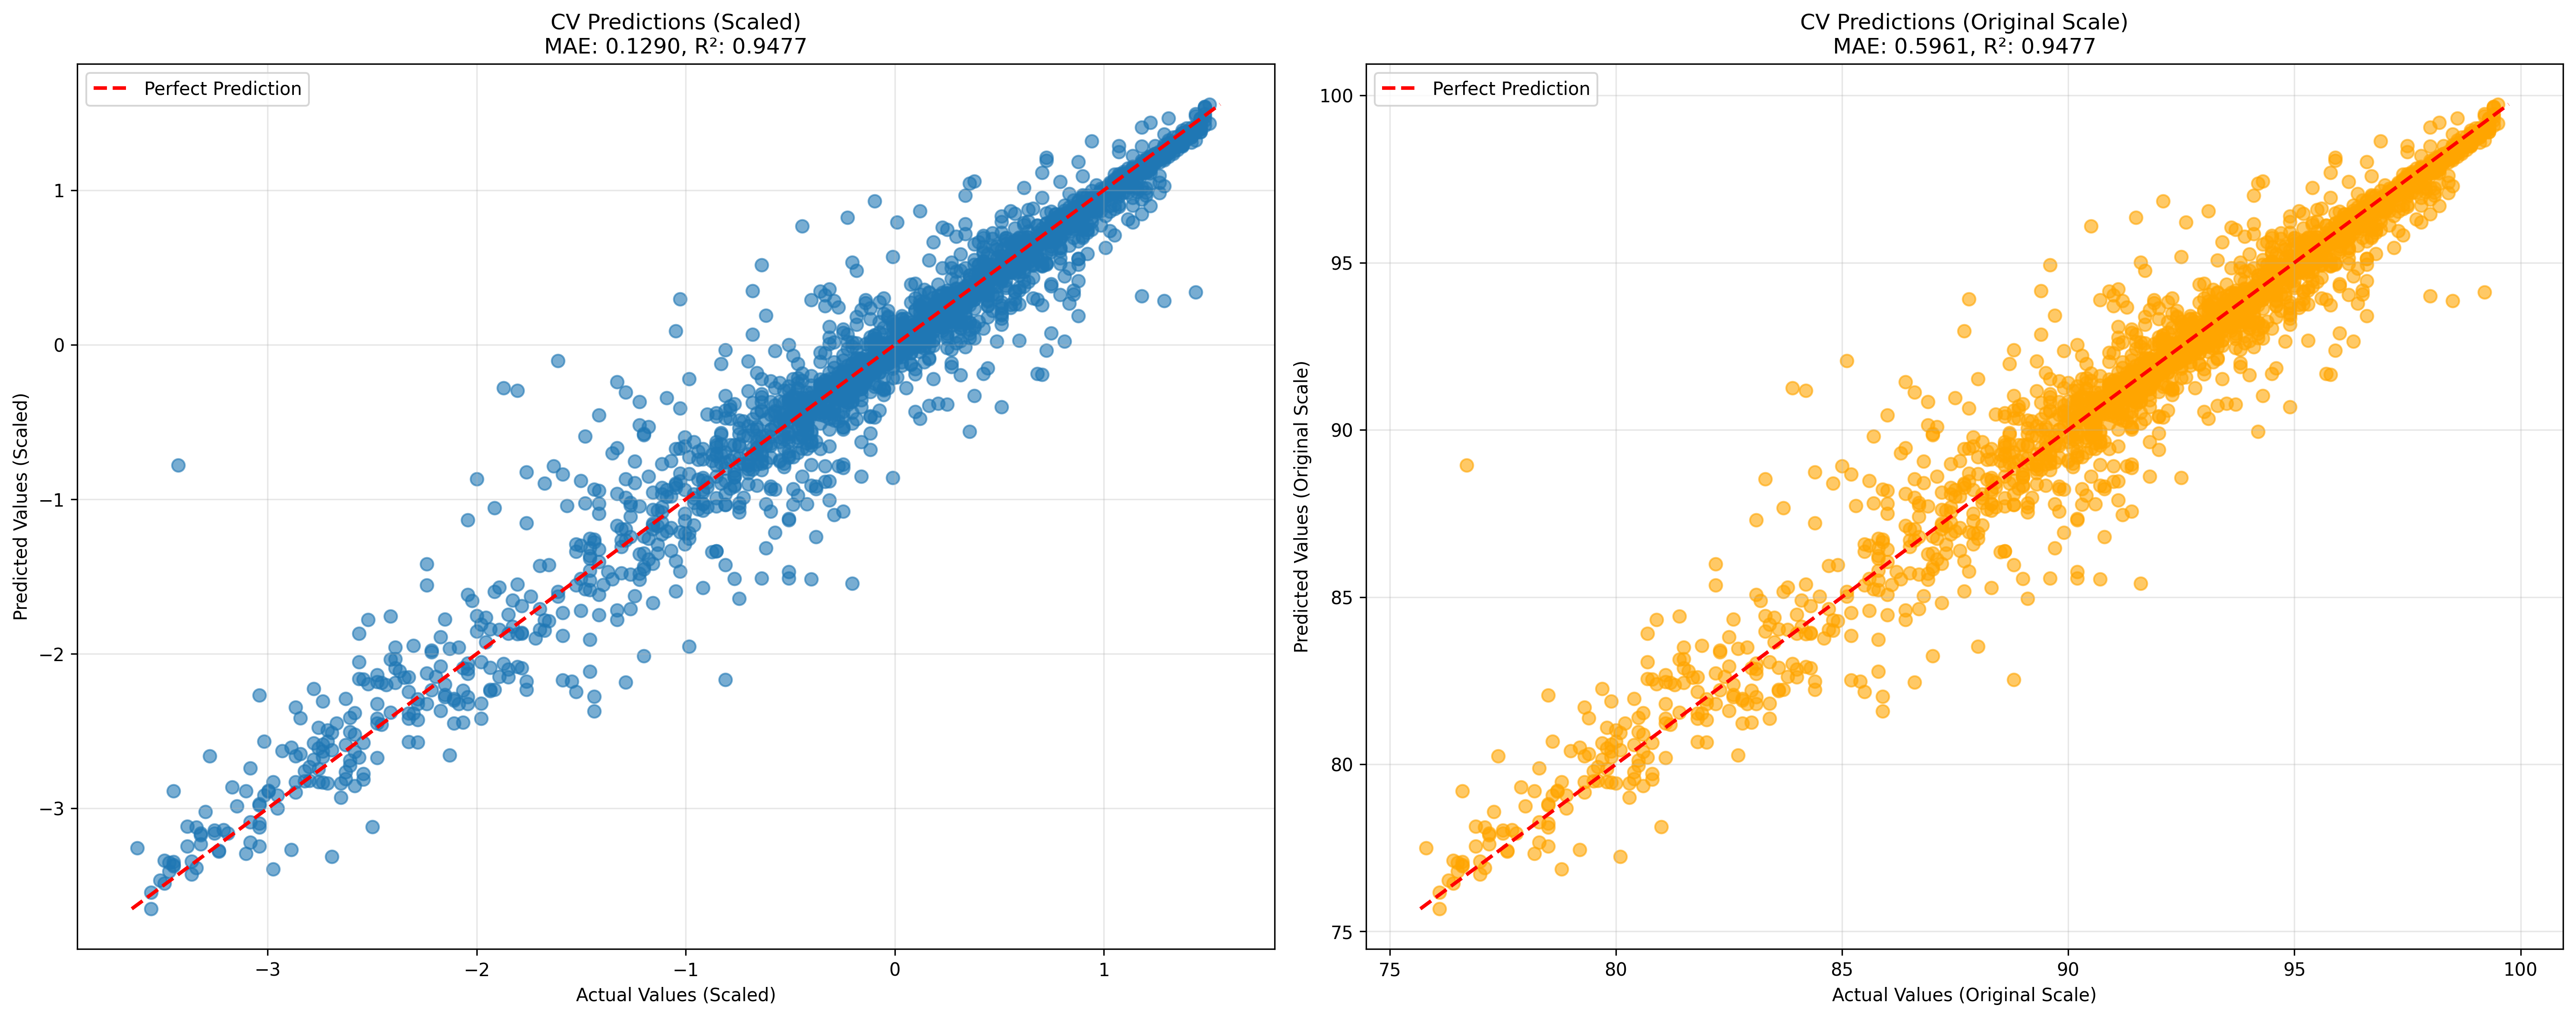 CV Predictions (Scaled)
MAE: 0.1290, R²: 0.9477
Perfect Prediction
Predicted Values (Scaled)
1
0
−1
−2
−3
−3 −2 −1 0 1
Actual Values (Scaled)
CV Predictions (Original Scale)
MAE: 0.5961, R²: 0.9477
Perfect Prediction
Predicted Values (Original Scale)
100
95
90
85
80
75
75 80 85 90 95 100
Actual Values (Original Scale)